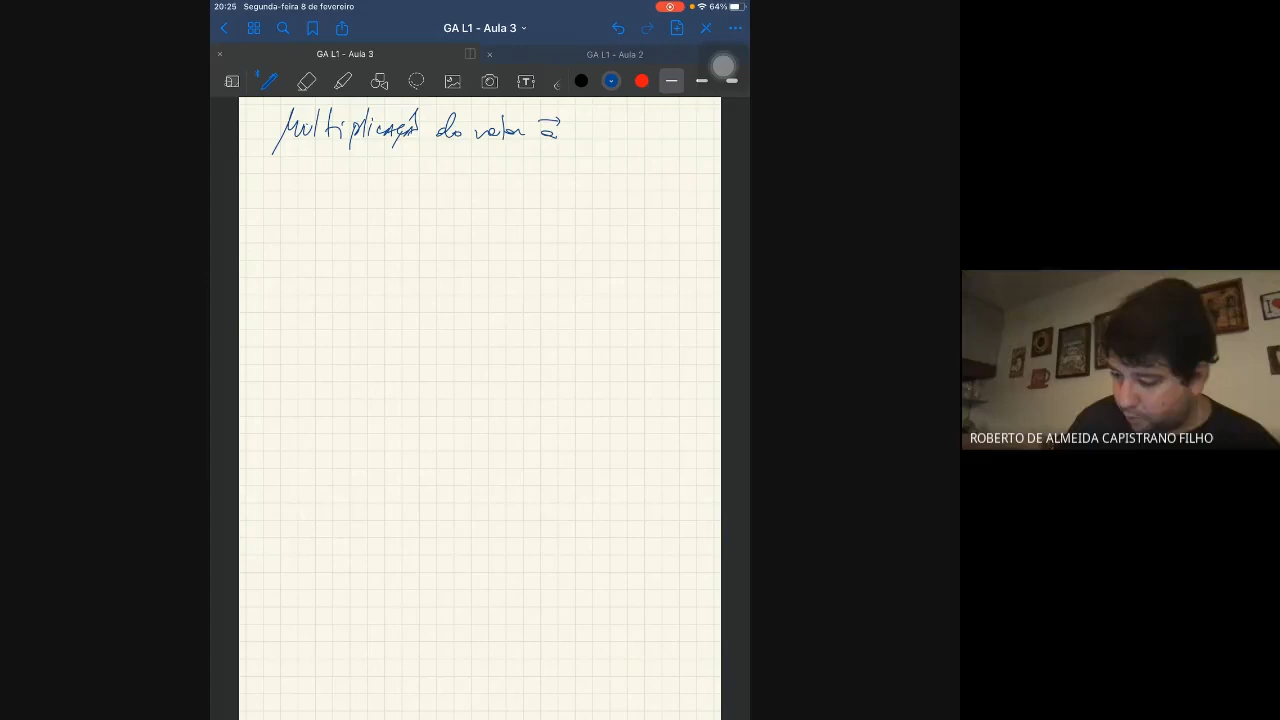 20:25 Segunda-feira 8 de fevereiro 64%
GA L1 - Aula 3
GA L1 - Aula 3 GA L1 - Aula 2
Multiplicação do vetor a
ROBERTO DE ALMEIDA CAPISTRANO FILHO